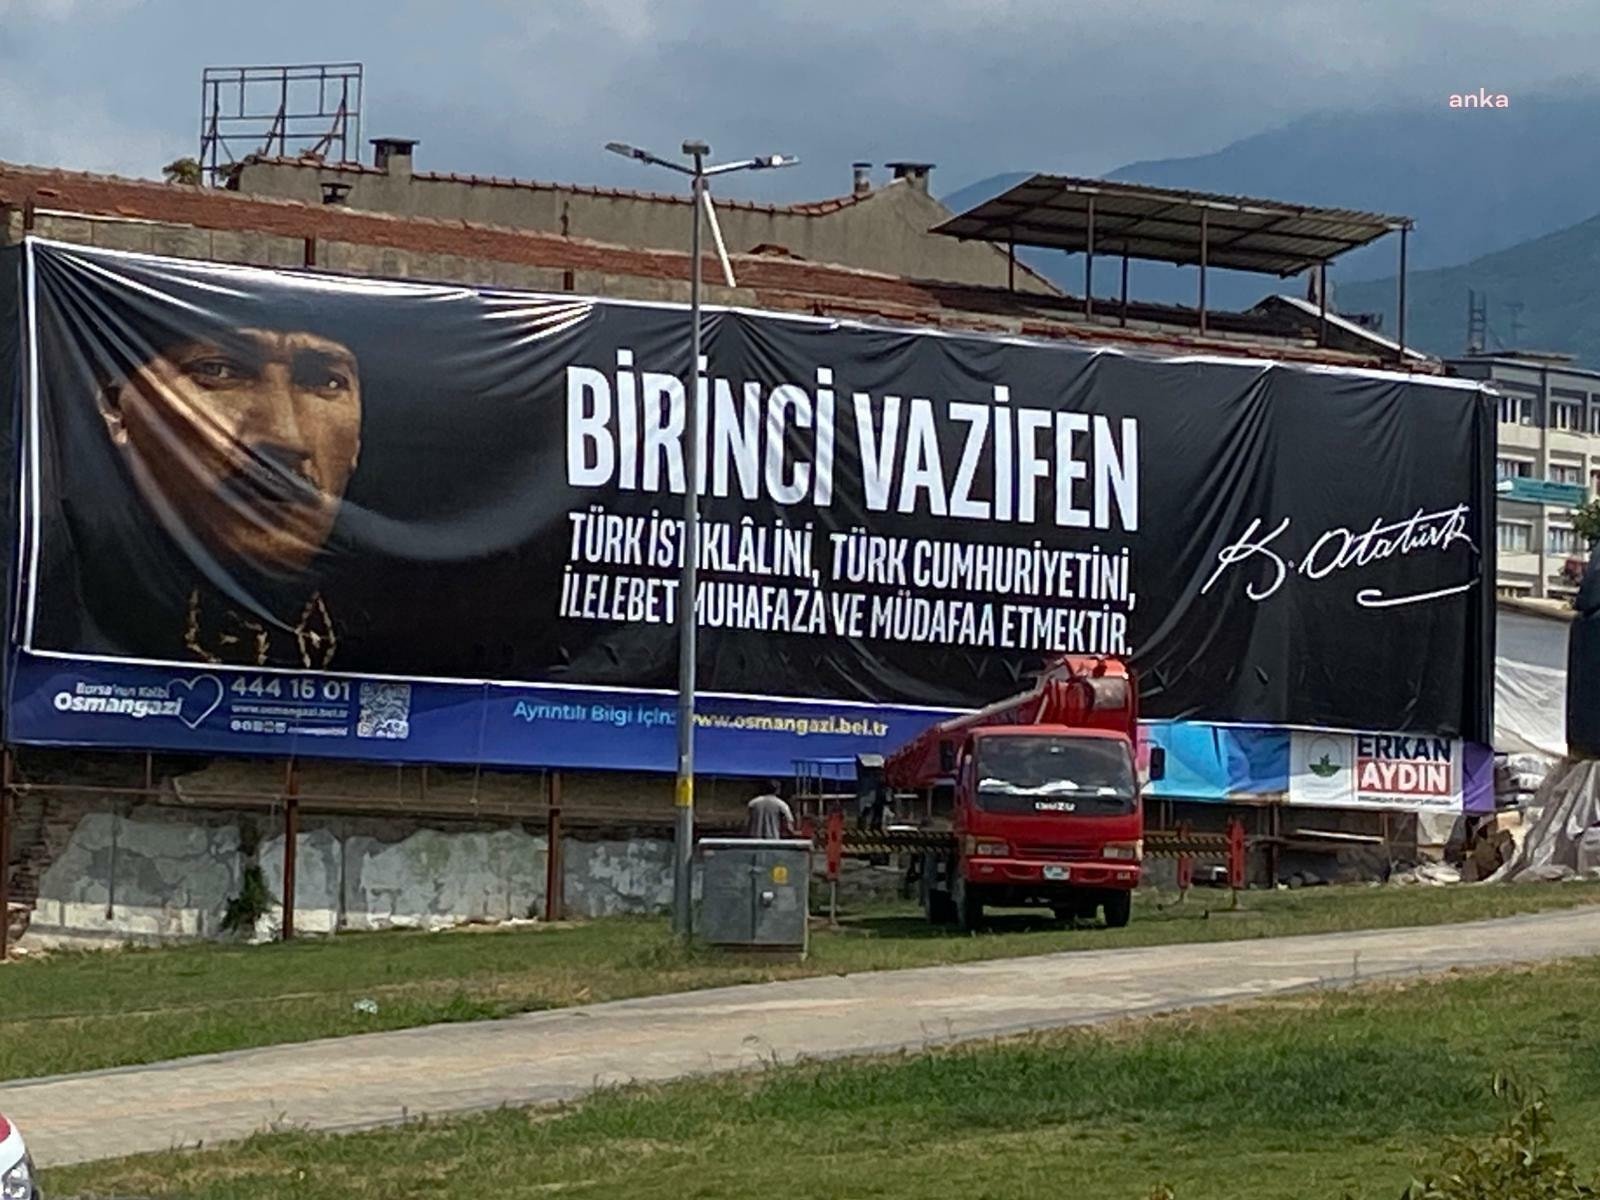 anka
BİRİNCİ VAZİFEN
TÜRK İSTİKLÂLİNİ, TÜRK CUMHURİYETİNİ,
İLELEBET MUHAFAZA VE MÜDAFAA ETMEKTİR.
K. Atatürk
Bursa'nın Kalbi
Osmangazi
444 16 01
www.osmangazi.bel.tr
Ayrıntılı Bilgi İçin: www.osmangazi.bel.tr
ERKAN
AYDIN
ISUZU